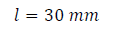 l = 30 mm